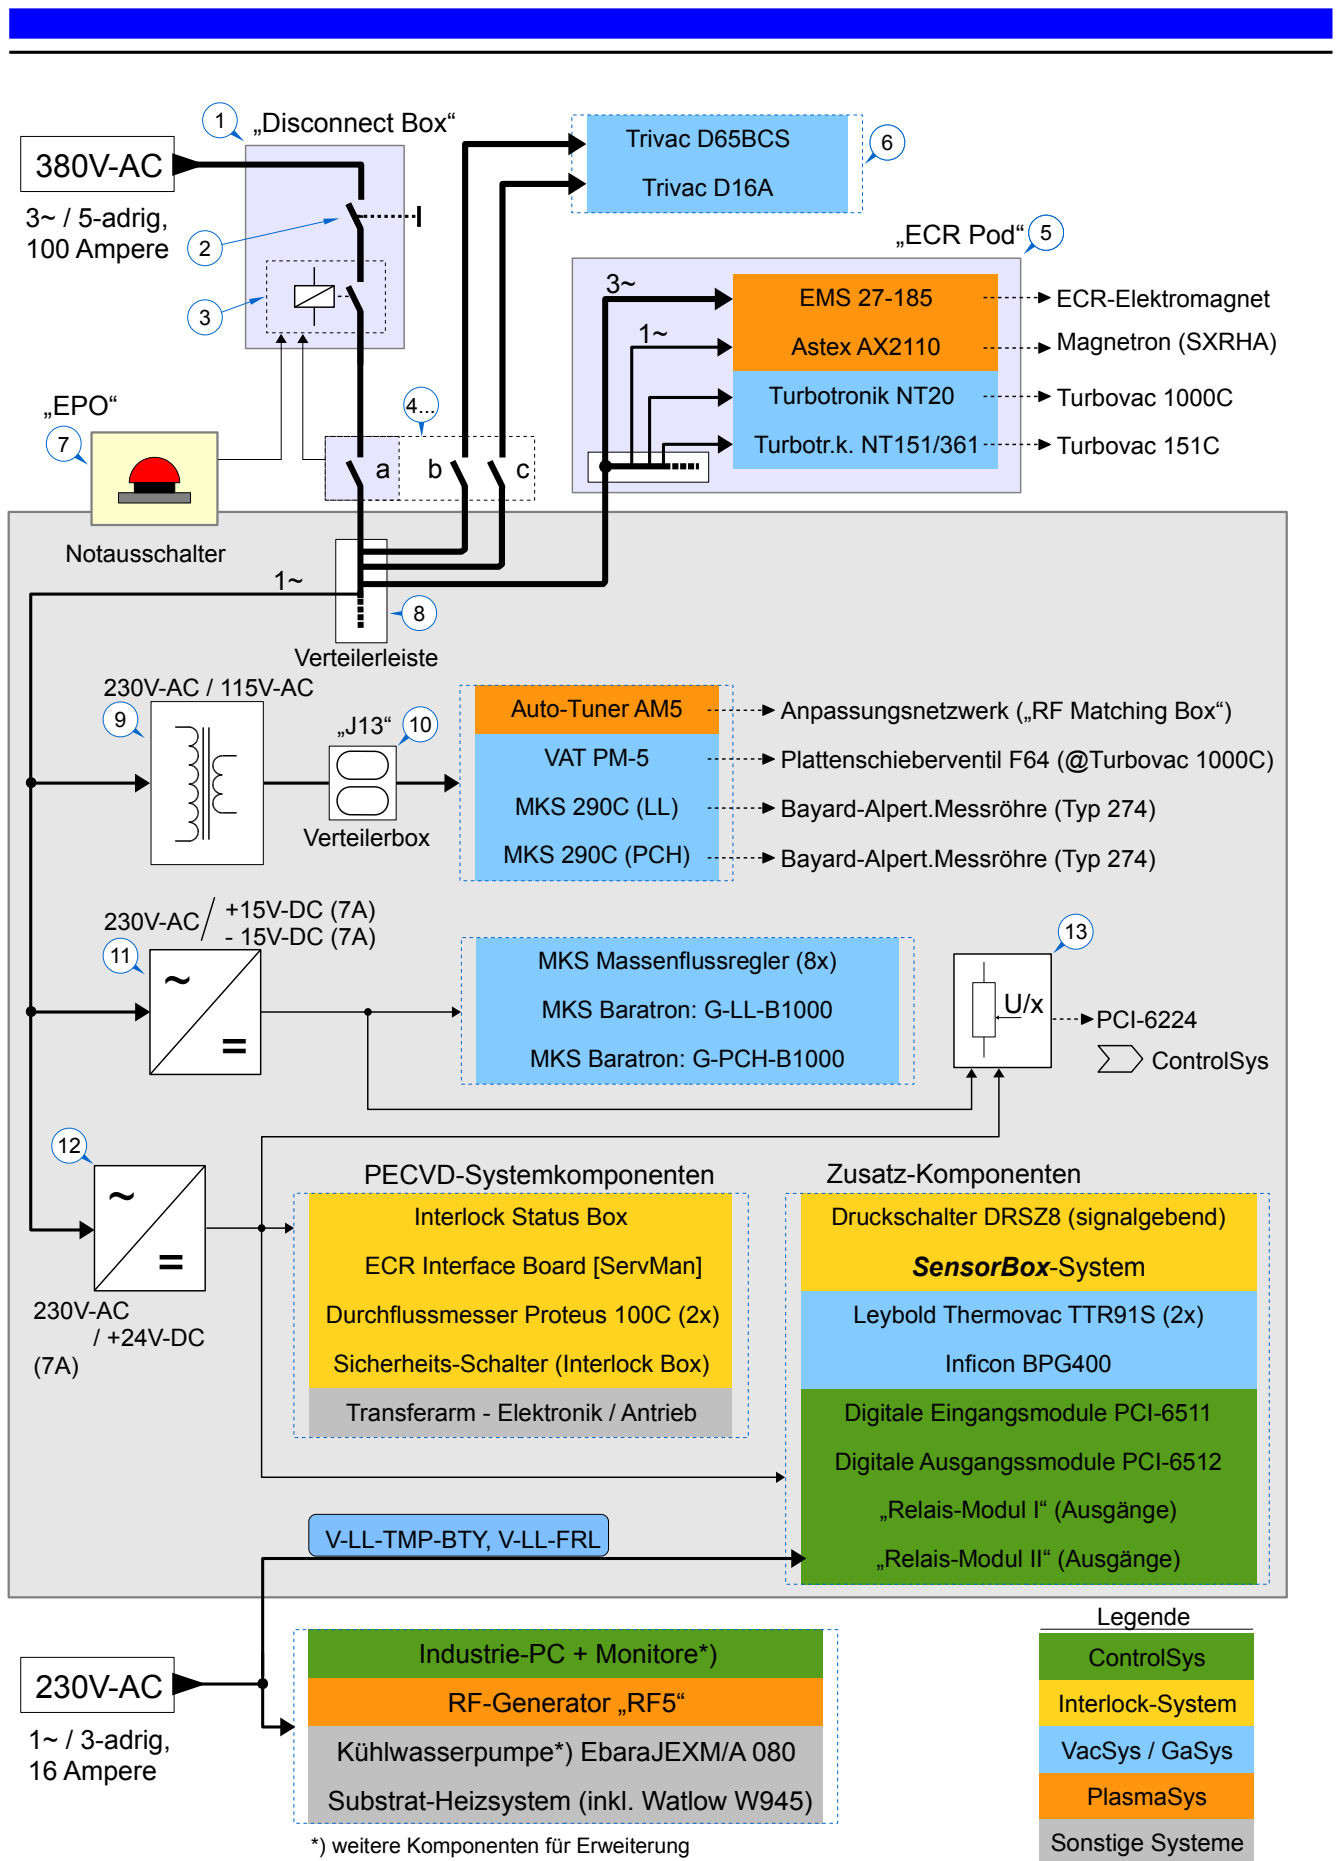 1
„Disconnect Box“
380V-AC
3~ / 5-adrig,
100 Ampere
2
3
Trivac D65BCS
Trivac D16A
6
„ECR Pod“
5
3~
1~
EMS 27-185
ECR-Elektromagnet
Astex AX2110
Magnetron (SXRHA)
Turbotronik NT20
Turbovac 1000C
Turbotr.k. NT151/361
Turbovac 151C
„EPO“
7
4...
a
b
c
Notausschalter
1~
8
Verteilerleiste
230V-AC / 115V-AC
9
„J13“
10
Verteilerbox
Auto-Tuner AM5
Anpassungsnetzwerk („RF Matching Box“)
VAT PM-5
Plattenschieberventil F64 (@Turbovac 1000C)
MKS 290C (LL)
Bayard-Alpert.Messröhre (Typ 274)
MKS 290C (PCH)
Bayard-Alpert.Messröhre (Typ 274)
230V-AC / +15V-DC (7A)
- 15V-DC (7A)
11
~
=
MKS Massenflussregler (8x)
MKS Baratron: G-LL-B1000
MKS Baratron: G-PCH-B1000
13
U/x
PCI-6224
ControlSys
12
~
=
230V-AC
/ +24V-DC
(7A)
PECVD-Systemkomponenten
Interlock Status Box
ECR Interface Board [ServMan]
Durchflussmesser Proteus 100C (2x)
Sicherheits-Schalter (Interlock Box)
Transferarm - Elektronik / Antrieb
Zusatz-Komponenten
Druckschalter DRSZ8 (signalgebend)
SensorBox-System
Leybold Thermovac TTR91S (2x)
Inficon BPG400
Digitale Eingangsmodule PCI-6511
Digitale Ausgangssmodule PCI-6512
„Relais-Modul I“ (Ausgänge)
„Relais-Modul II“ (Ausgänge)
V-LL-TMP-BTY, V-LL-FRL
230V-AC
1~ / 3-adrig,
16 Ampere
Industrie-PC + Monitore*)
RF-Generator „RF5“
Kühlwasserpumpe*) EbaraJEXM/A 080
Substrat-Heizsystem (inkl. Watlow W945)
*) weitere Komponenten für Erweiterung
Legende
ControlSys
Interlock-System
VacSys / GaSys
PlasmaSys
Sonstige Systeme